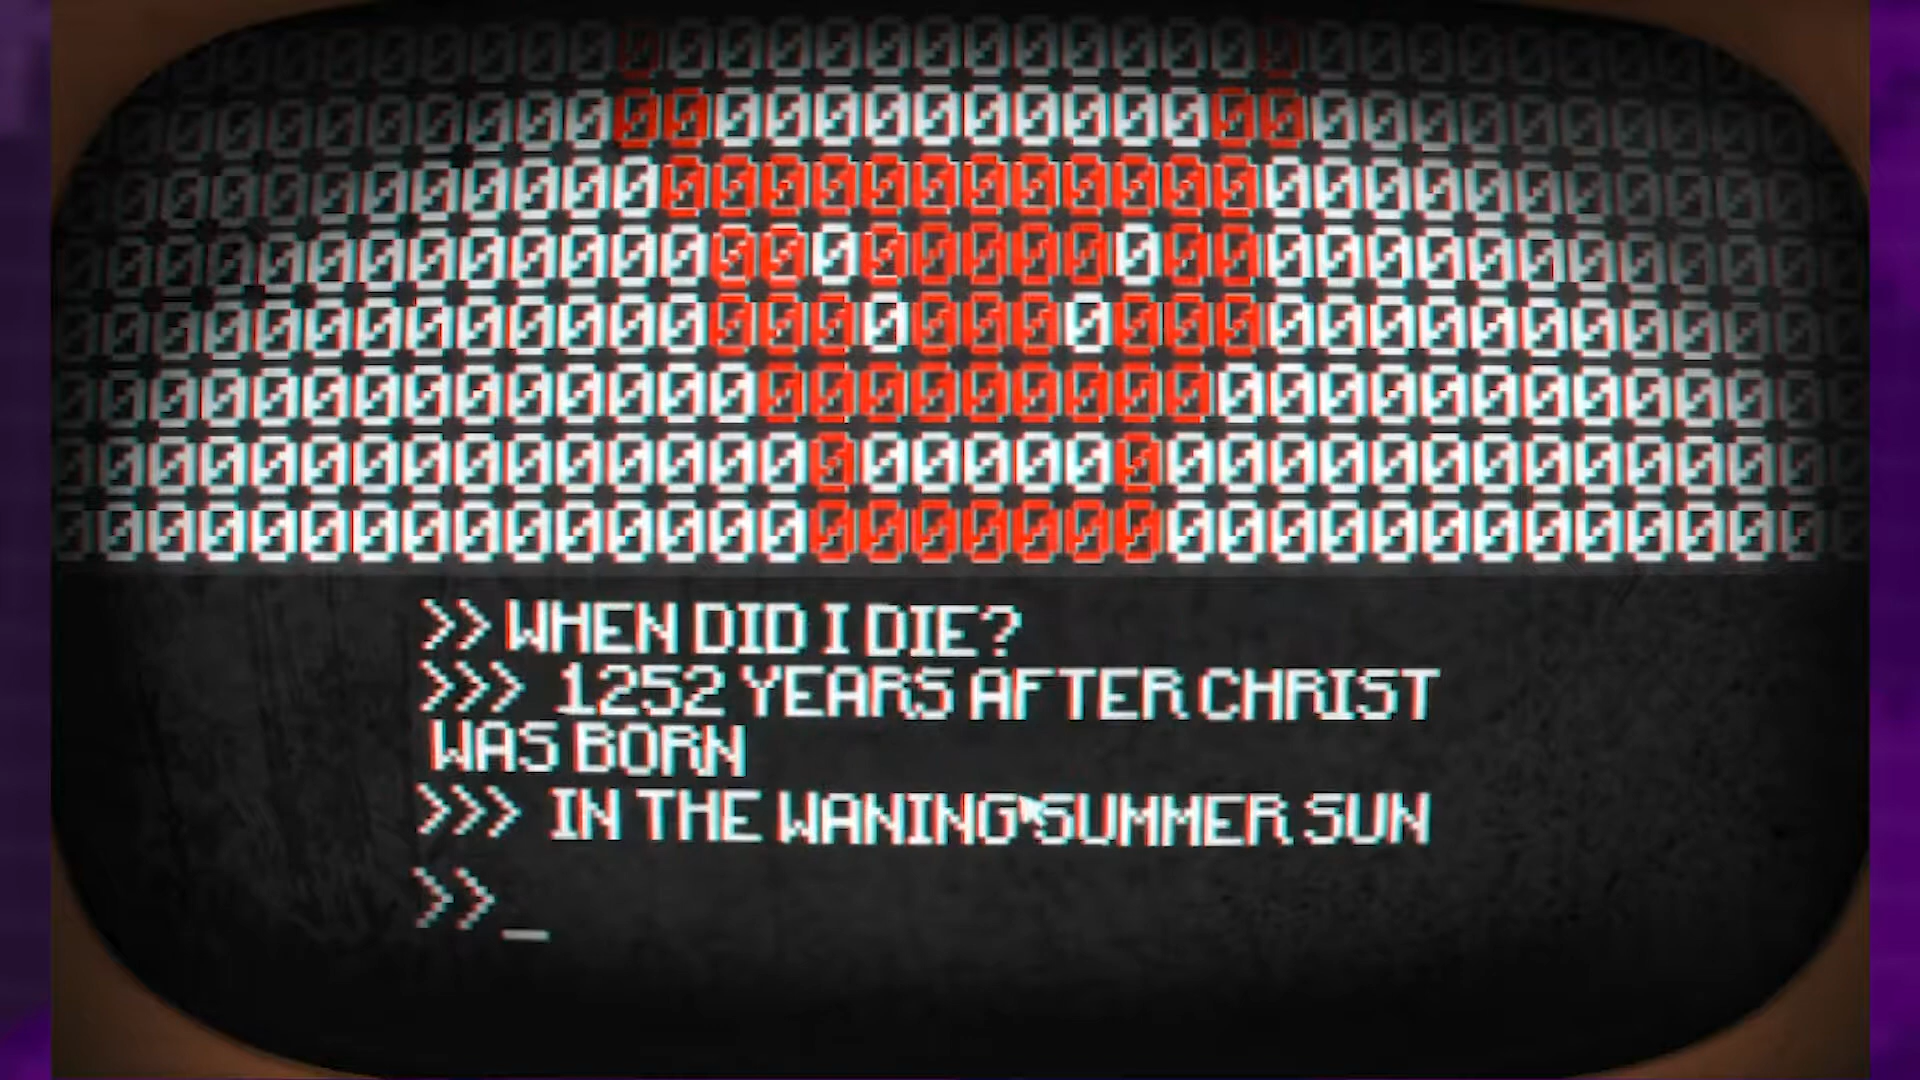 >> WHEN DID I DIE?
>>> 1252 YEARS AFTER CHRIST
WAS BORN
>>> IN THE WANING SUMMER SUN
>>_